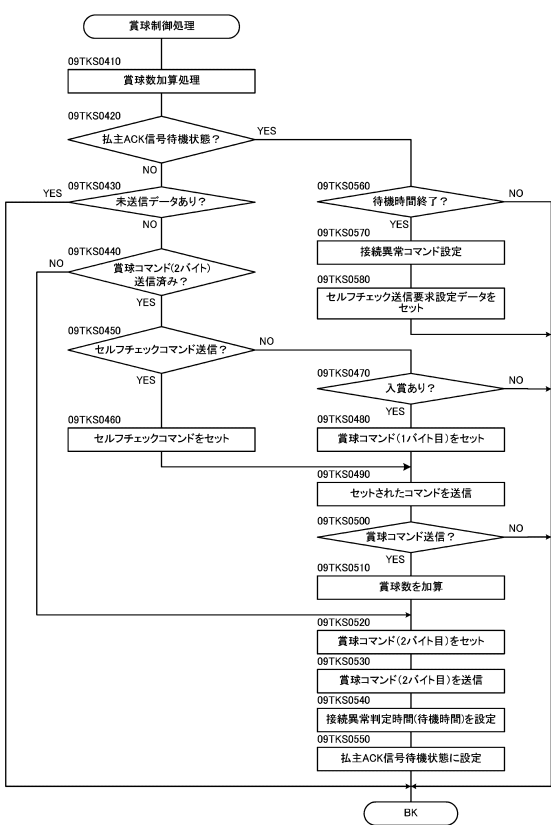 賞球制御処理
09TKS0410
賞球数加算処理
09TKS0420
払主ACK信号待機状態？
YES
NO
YES
09TKS0430
未送信データあり？
NO
09TKS0560
待機時間終了？
NO
YES
09TKS0570
接続異常コマンド設定
09TKS0440
NO
賞球コマンド(2バイト)
送信済み？
YES
09TKS0580
セルフチェック送信要求設定データを
セット
09TKS0450
セルフチェックコマンド送信？
NO
YES
09TKS0470
入賞あり？
NO
YES
09TKS0460
セルフチェックコマンドをセット
09TKS0480
賞球コマンド(1バイト目)をセット
09TKS0490
セットされたコマンドを送信
09TKS0500
賞球コマンド送信？
NO
YES
09TKS0510
賞球数を加算
09TKS0520
賞球コマンド(2バイト目)をセット
09TKS0530
賞球コマンド(2バイト目)を送信
09TKS0540
接続異常判定時間(待機時間)を設定
09TKS0550
払主ACK信号待機状態に設定
BK